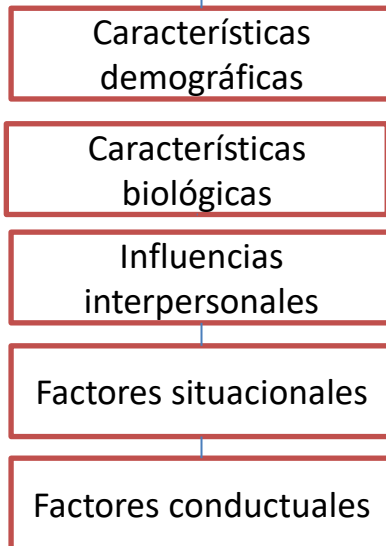 Características
demográficas
Características
biológicas
Influencias
interpersonales
Factores situacionales
Factores conductuales